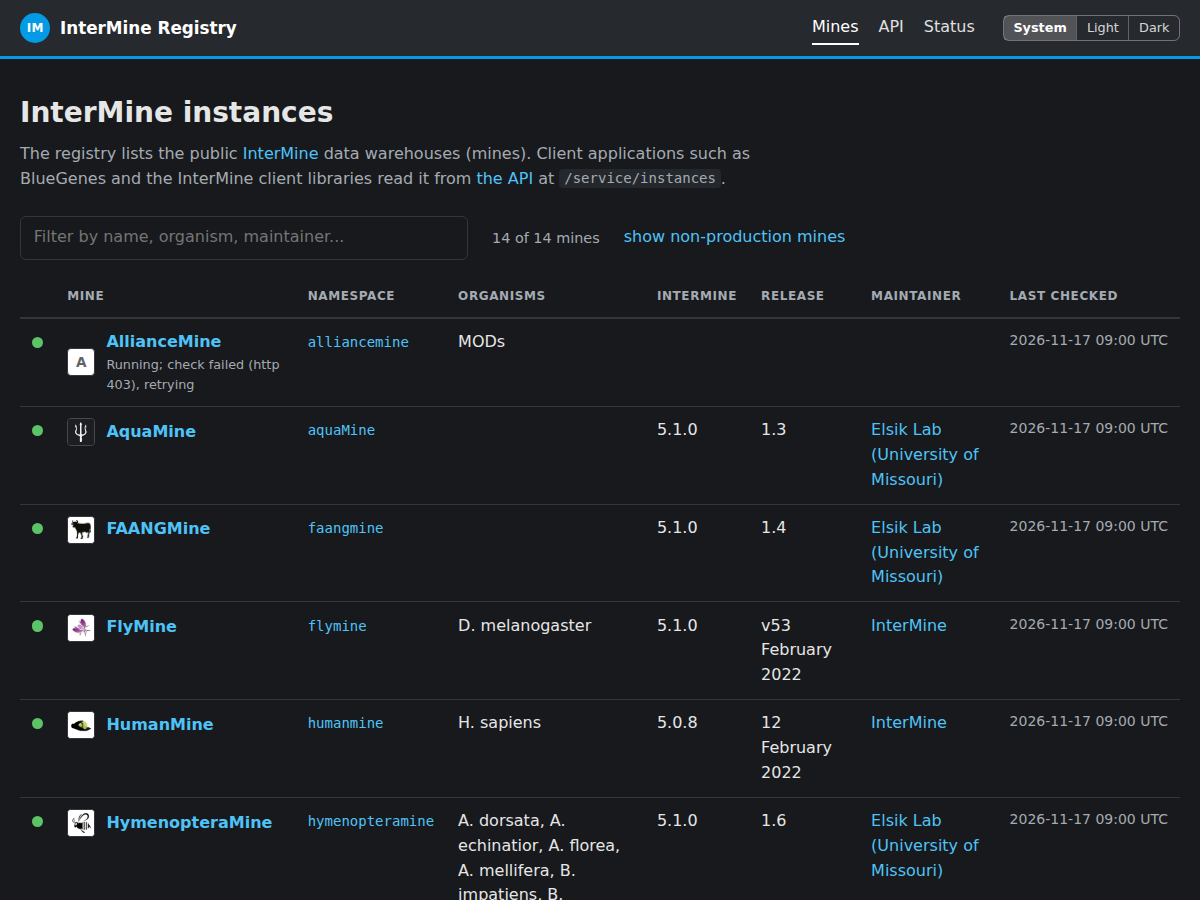 IM InterMine Registry Mines API Status System Light Dark
InterMine instances
The registry lists the public InterMine data warehouses (mines). Client applications such as
BlueGenes and the InterMine client libraries read it from the API at /service/instances.
Filter by name, organism, maintainer... 14 of 14 mines show non-production mines
MINE NAMESPACE ORGANISMS INTERMINE RELEASE MAINTAINER LAST CHECKED
A AllianceMine alliancemine MODs 2026-11-17 09:00 UTC
Running; check failed (http
403), retrying
AquaMine aquaMine 5.1.0 1.3 Elsik Lab 2026-11-17 09:00 UTC
(University of
Missouri)
FAANGMine faangmine 5.1.0 1.4 Elsik Lab 2026-11-17 09:00 UTC
(University of
Missouri)
FlyMine flymine D. melanogaster 5.1.0 v53 InterMine 2026-11-17 09:00 UTC
February
2022
HumanMine humanmine H. sapiens 5.0.8 12 InterMine 2026-11-17 09:00 UTC
February
2022
HymenopteraMine hymenopteramine A. dorsata, A. 5.1.0 1.6 Elsik Lab 2026-11-17 09:00 UTC
echinatior, A. florea, (University of
A. mellifera, B. Missouri)
impatiens, B.